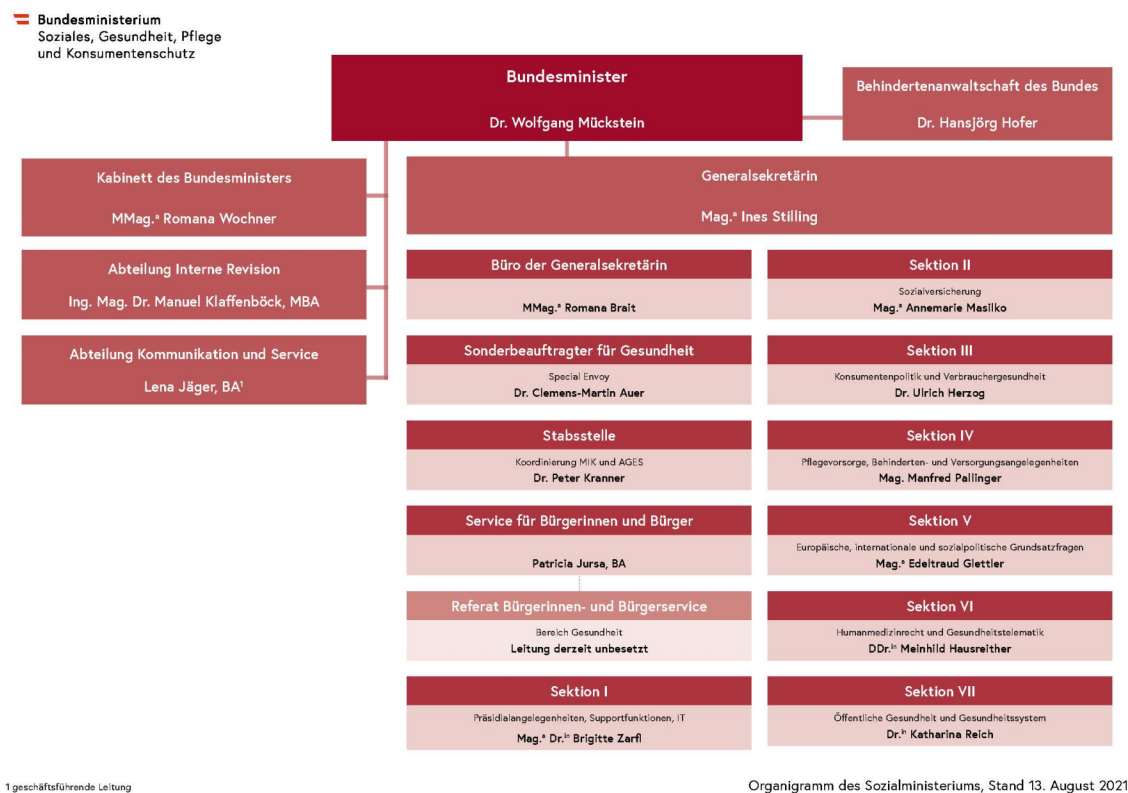 Bundesministerium
Soziales, Gesundheit, Pflege
und Konsumentenschutz
Bundesminister
Dr. Wolfgang Mückstein
Behindertenanwaltschaft des Bundes
Dr. Hansjörg Hofer
Kabinett des Bundesministers
MMag.ª Romana Wochner
Abteilung Interne Revision
Ing. Mag. Dr. Manuel Klaffenböck, MBA
Abteilung Kommunikation und Service
Lena Jäger, BA¹
Generalsekretärin
Mag.ª Ines Stilling
Büro der Generalsekretärin
MMag.ª Romana Brait
Sonderbeauftragter für Gesundheit
Special Envoy
Dr. Clemens-Martin Auer
Stabsstelle
Koordinierung MIK und AGES
Dr. Peter Kranner
Service für Bürgerinnen und Bürger
Patricia Jursa, BA
Referat Bürgerinnen- und Bürgerservice
Bereich Gesundheit
Leitung derzeit unbesetzt
Sektion I
Präsidialangelegenheiten, Supportfunktionen, IT
Mag.ª Dr.ⁱⁿ Brigitte Zarfl
Sektion II
Sozialversicherung
Mag.ª Annemarie Masilko
Sektion III
Konsumentenpolitik und Verbrauchergesundheit
Dr. Ulrich Herzog
Sektion IV
Pflegevorsorge, Behinderten- und Versorgungsangelegenheiten
Mag. Manfred Pallinger
Sektion V
Europäische, internationale und sozialpolitische Grundsatzfragen
Mag.ª Edeltraud Glettler
Sektion VI
Humanmedizinrecht und Gesundheitstelematik
DDr.ⁱⁿ Meinhild Hausreither
Sektion VII
Öffentliche Gesundheit und Gesundheitssystem
Dr.ⁱⁿ Katharina Reich
1 geschäftsführende Leitung
Organigramm des Sozialministeriums, Stand 13. August 2021